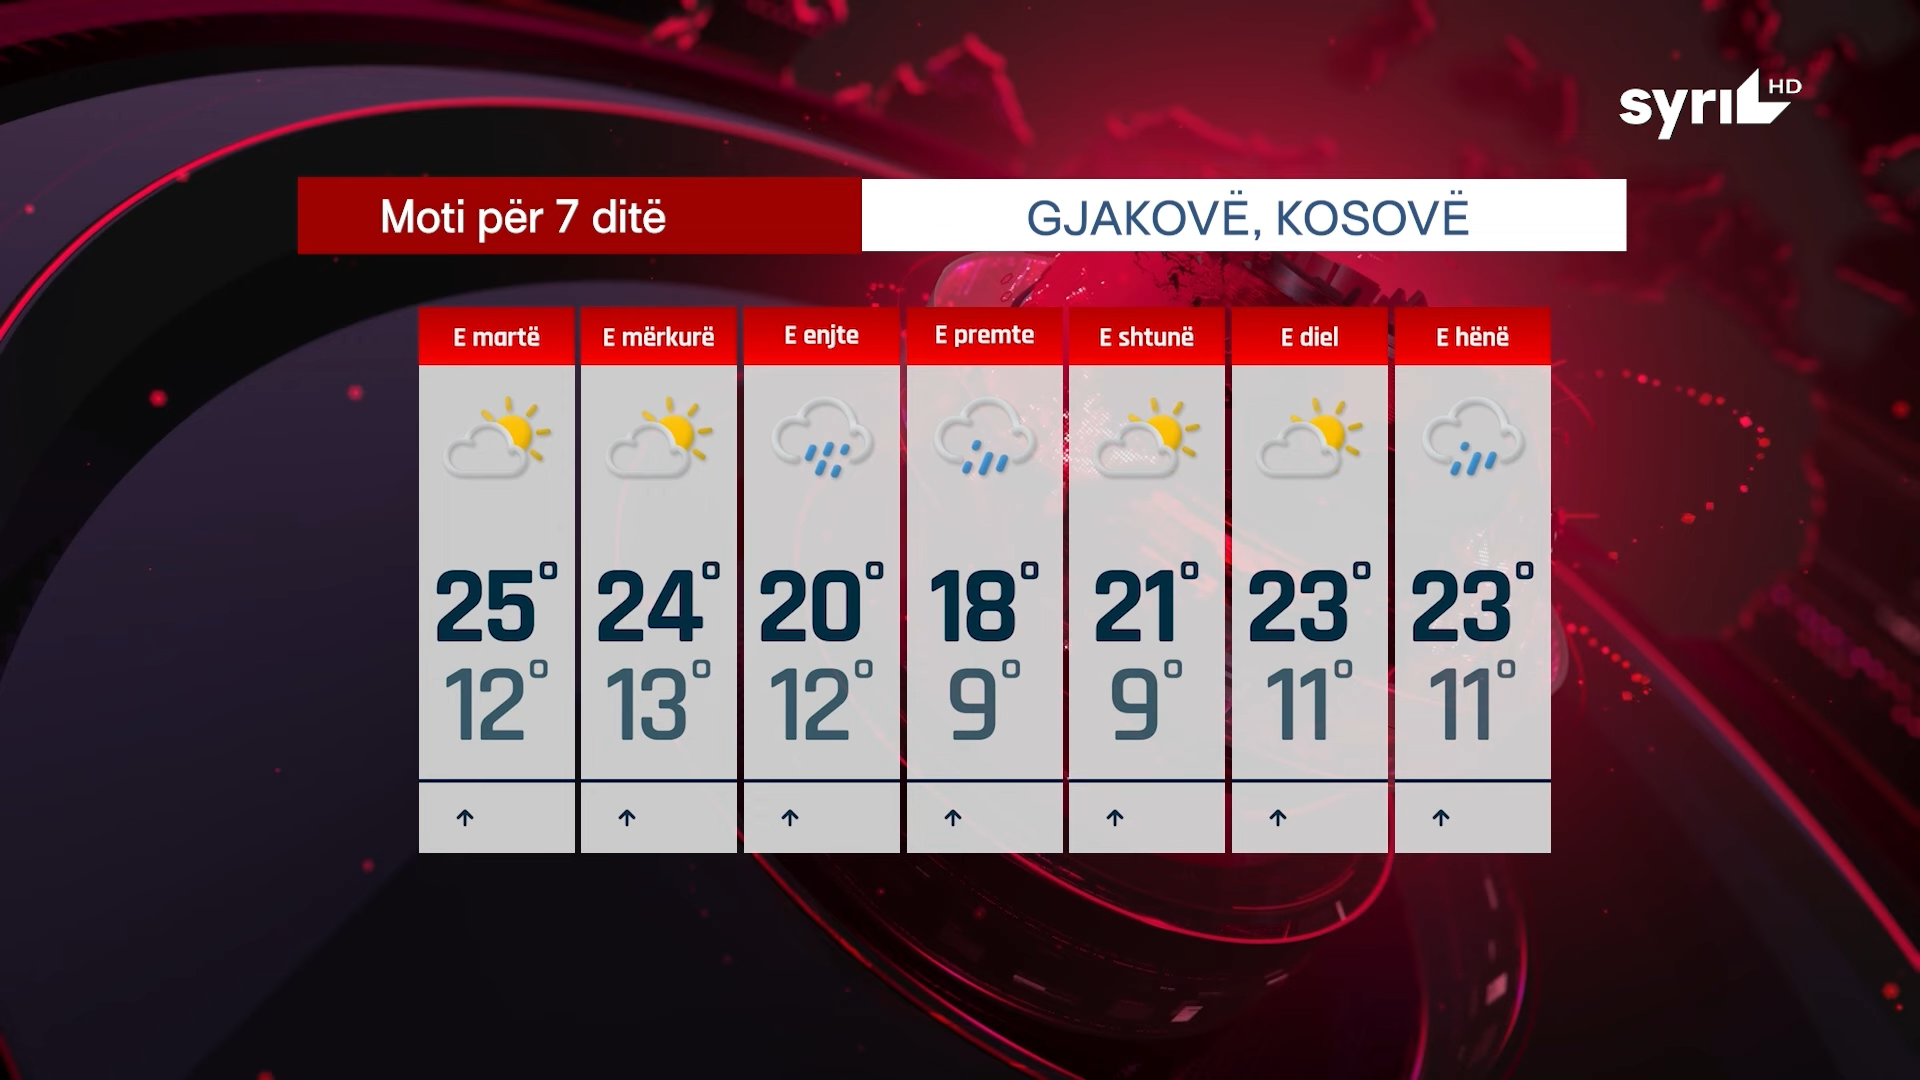 syri HD
Moti për 7 ditë
GJAKOVË, KOSOVË
E martë E mërkurë E enjte E premte E shtunë E diel E hënë
25° 24° 20° 18° 21° 23° 23°
12° 13° 12° 9° 9° 11° 11°
↑ ↑ ↑ ↑ ↑ ↑ ↑